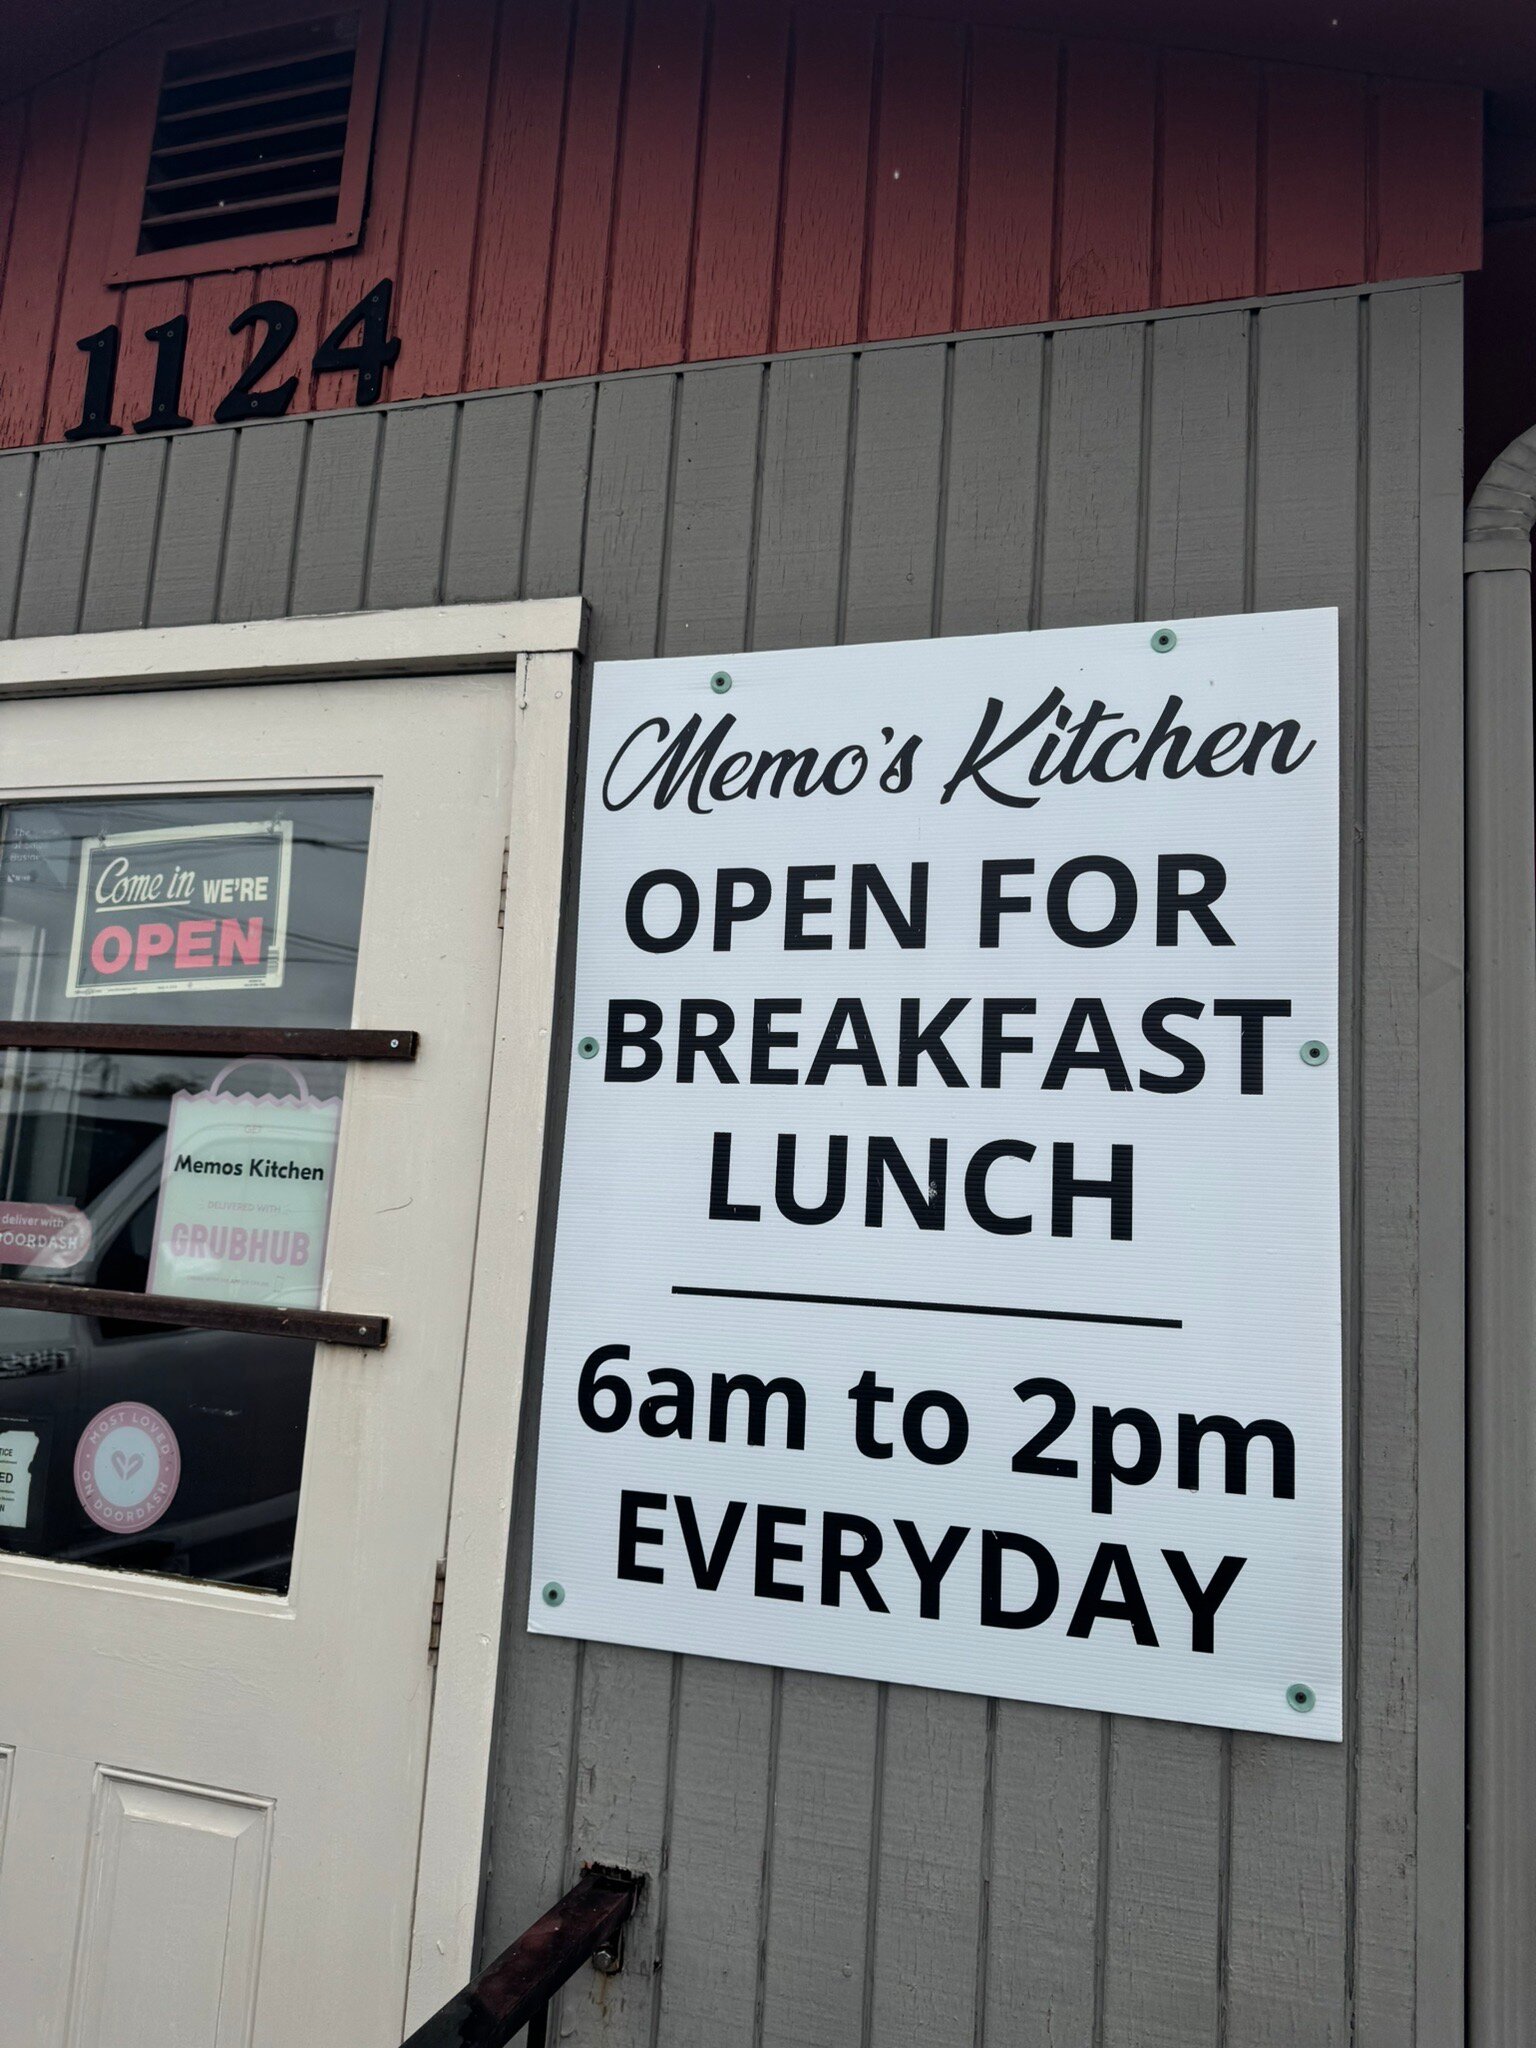 1124
Memo's Kitchen
OPEN FOR
BREAKFAST
LUNCH
6am to 2pm
EVERYDAY
Come in WE'RE
OPEN
GET
Memos Kitchen
DELIVERED WITH
GRUBHUB
deliver with
DOORDASH
MOST LOVED
ON DOORDASH